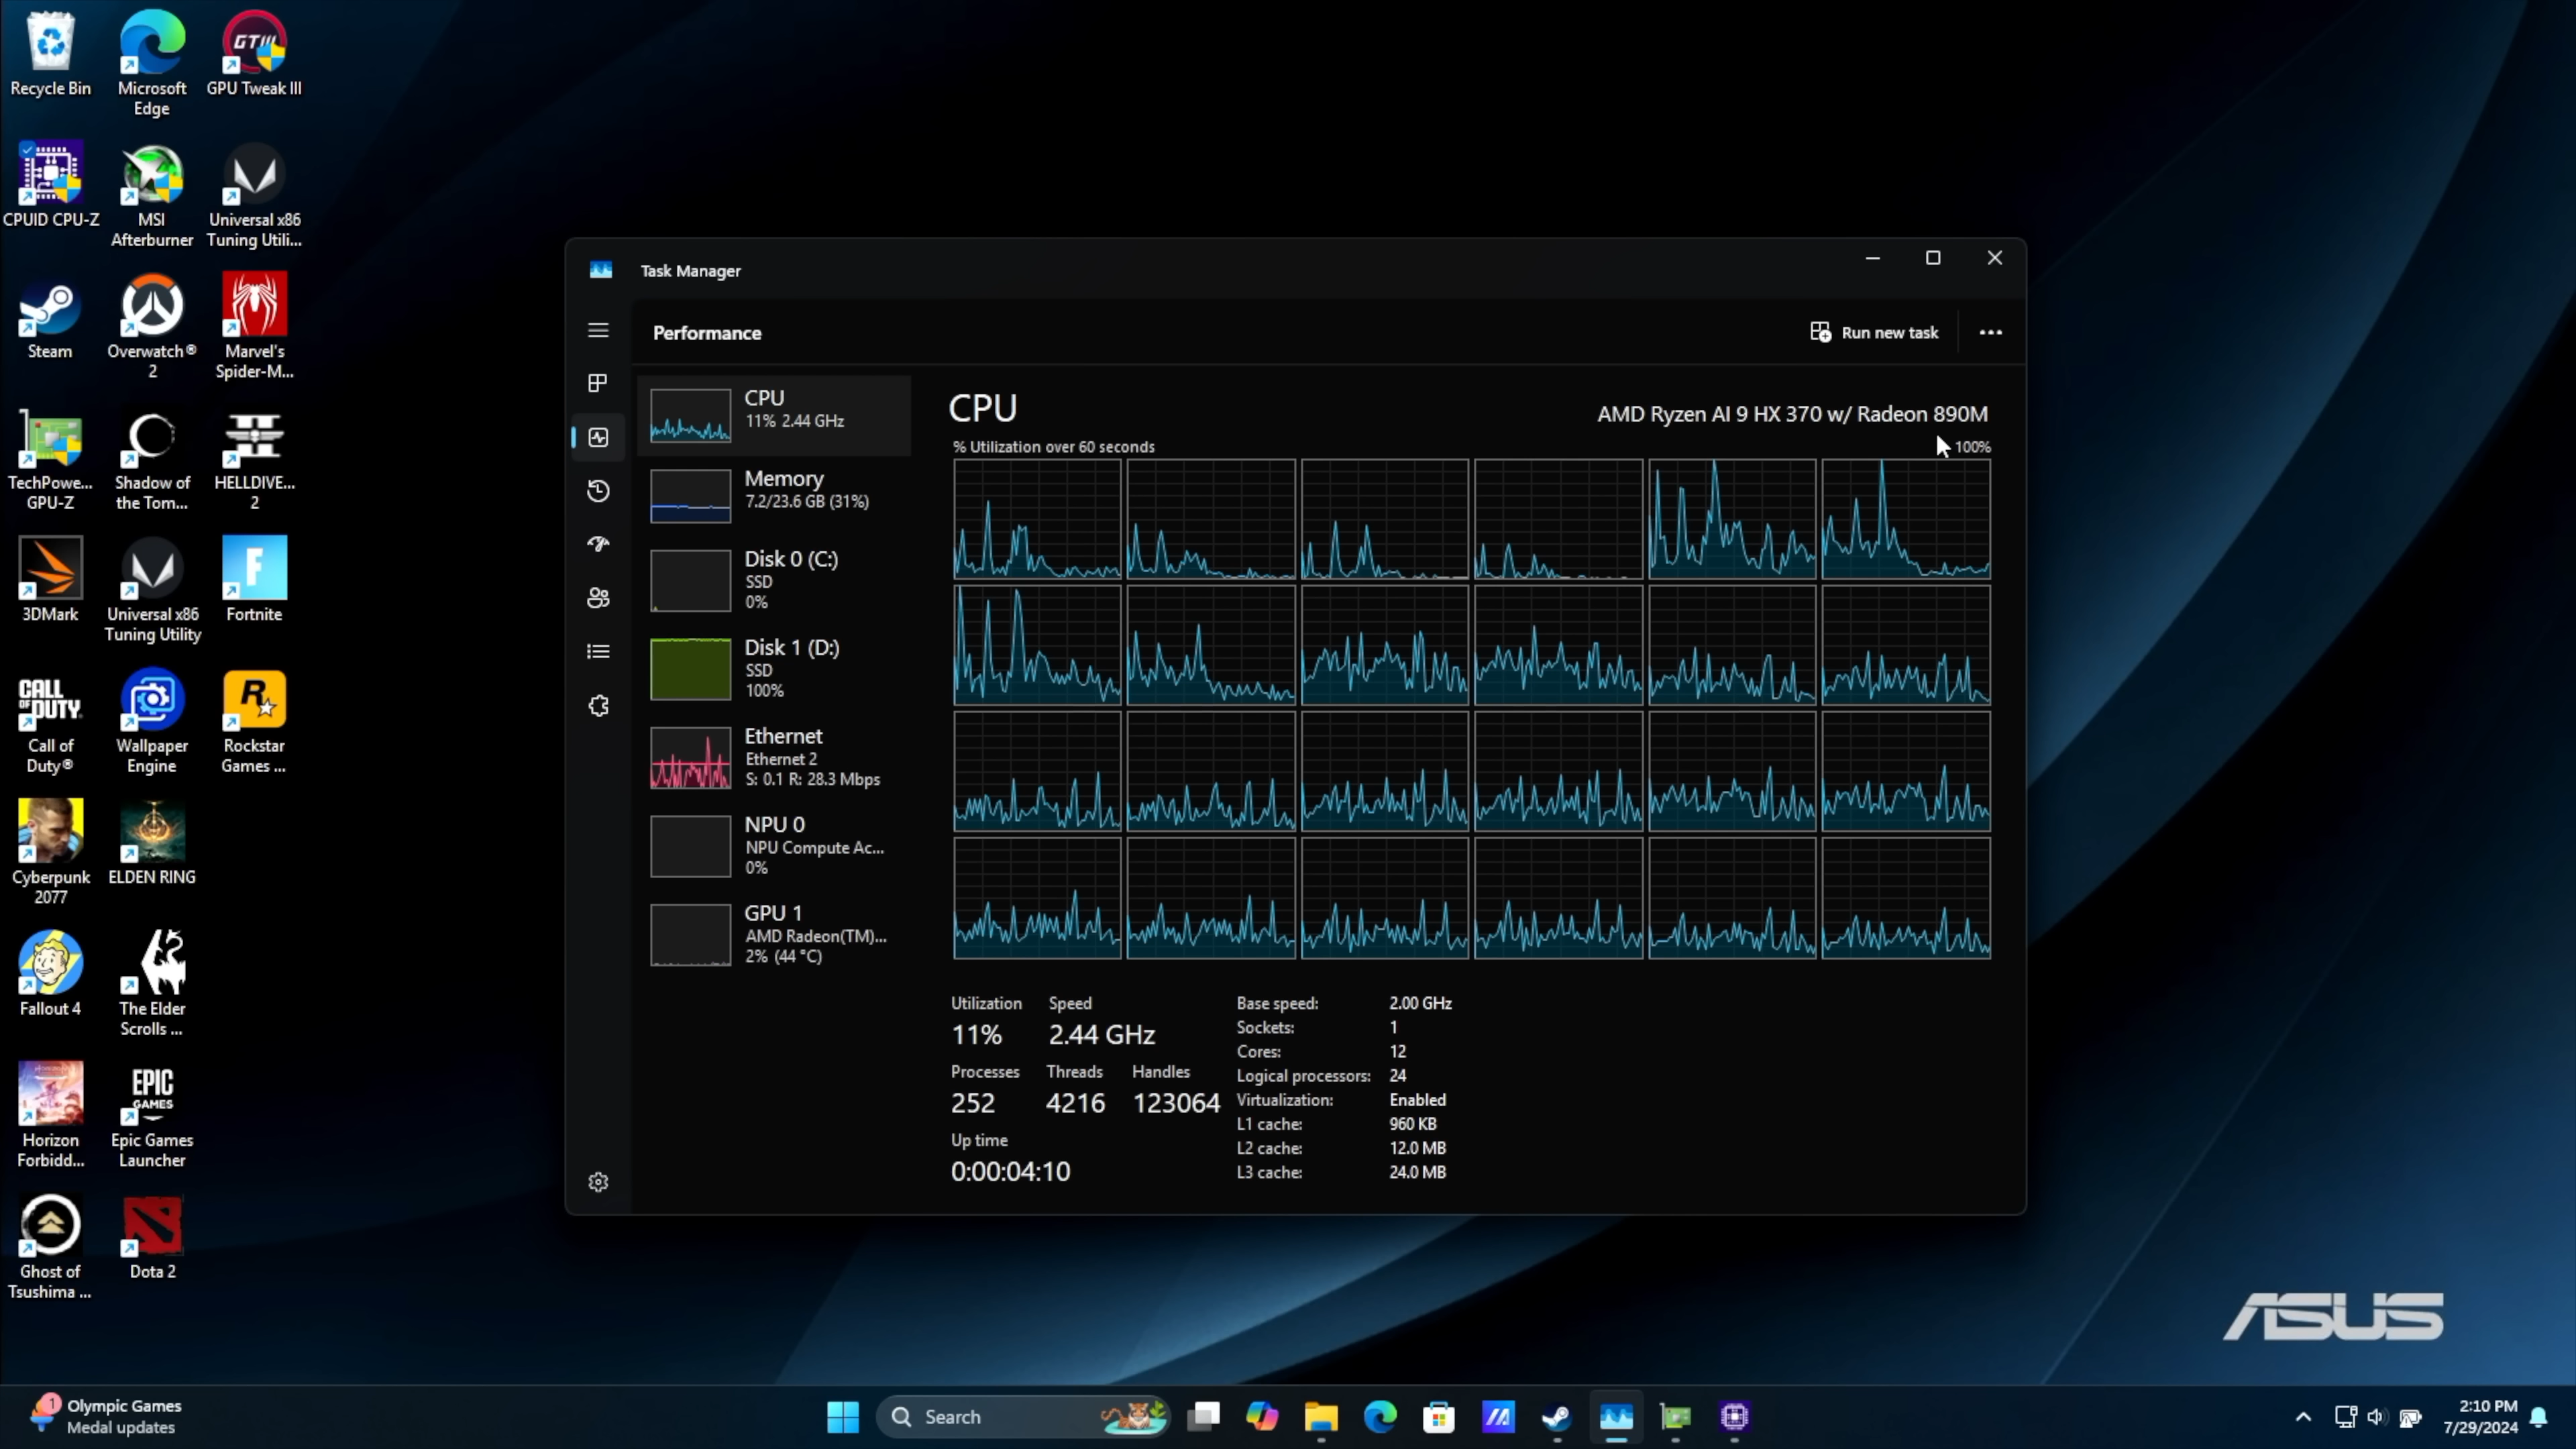 Recycle Bin
Microsoft
Edge
GTIII
GPU Tweak III
CPUID CPU-Z
MSI
Afterburner
Universal x86
Tuning Utili...
Steam
Overwatch®
2
Marvel's
Spider-M...
TechPowe...
GPU-Z
Shadow of
the Tom...
HELLDIVE...
2
3DMark
Universal x86
Tuning Utility
F
Fortnite
CALL
OF DUTY.
Call of
Duty®
Wallpaper
Engine
R
Rockstar
Games ...
Cyberpunk
2077
ELDEN RING
Fallout 4
The Elder
Scrolls ...
Horizon
Forbidd...
EPIC
GAMES
Epic Games
Launcher
Ghost of
Tsushima ...
Dota 2
Task Manager
Performance
Run new task
CPU
11% 2.44 GHz
Memory
7.2/23.6 GB (31%)
Disk 0 (C:)
SSD
0%
Disk 1 (D:)
SSD
100%
Ethernet
Ethernet 2
S: 0.1 R: 28.3 Mbps
NPU 0
NPU Compute Ac...
0%
GPU 1
AMD Radeon(TM)...
2% (44 °C)
CPU
AMD Ryzen AI 9 HX 370 w/ Radeon 890M
% Utilization over 60 seconds
100%
Utilization
Speed
11%
2.44 GHz
Processes
Threads
Handles
252
4216
123064
Up time
0:00:04:10
Base speed:
2.00 GHz
Sockets:
1
Cores:
12
Logical processors:
24
Virtualization:
Enabled
L1 cache:
960 KB
L2 cache:
12.0 MB
L3 cache:
24.0 MB
ASUS
1
Olympic Games
Medal updates
Search
2:10 PM
7/29/2024